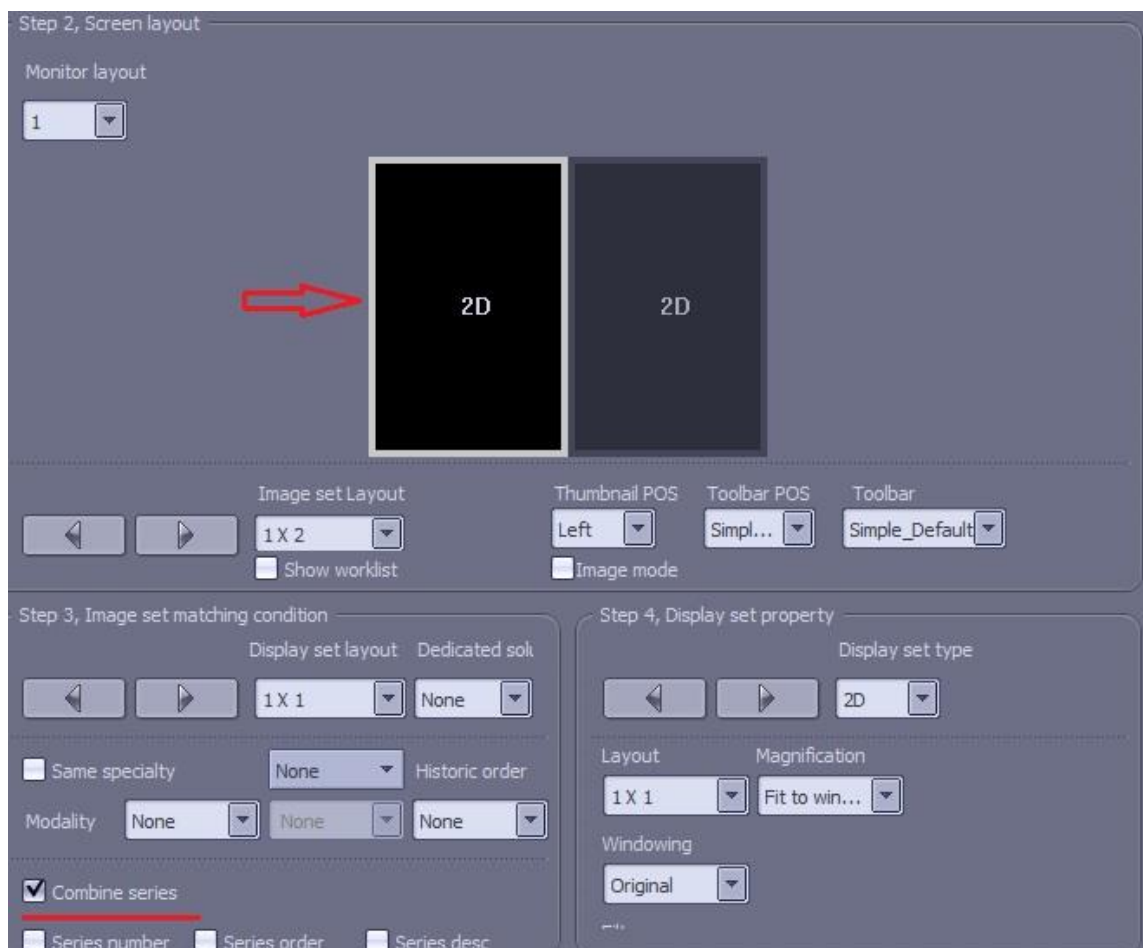 Step 2, Screen layout
Monitor layout
1
2D 2D
Image set Layout Thumbnail POS Toolbar POS Toolbar
1 X 2 Left Simpl... Simple_Default
Show worklist Image mode
Step 3, Image set matching condition
Display set layout Dedicated solu
1 X 1 None
Same specialty None Historic order
Modality None None None
Combine series
Series number Series order Series desc
Step 4, Display set property
Display set type
2D
Layout Magnification
1 X 1 Fit to win...
Windowing
Original